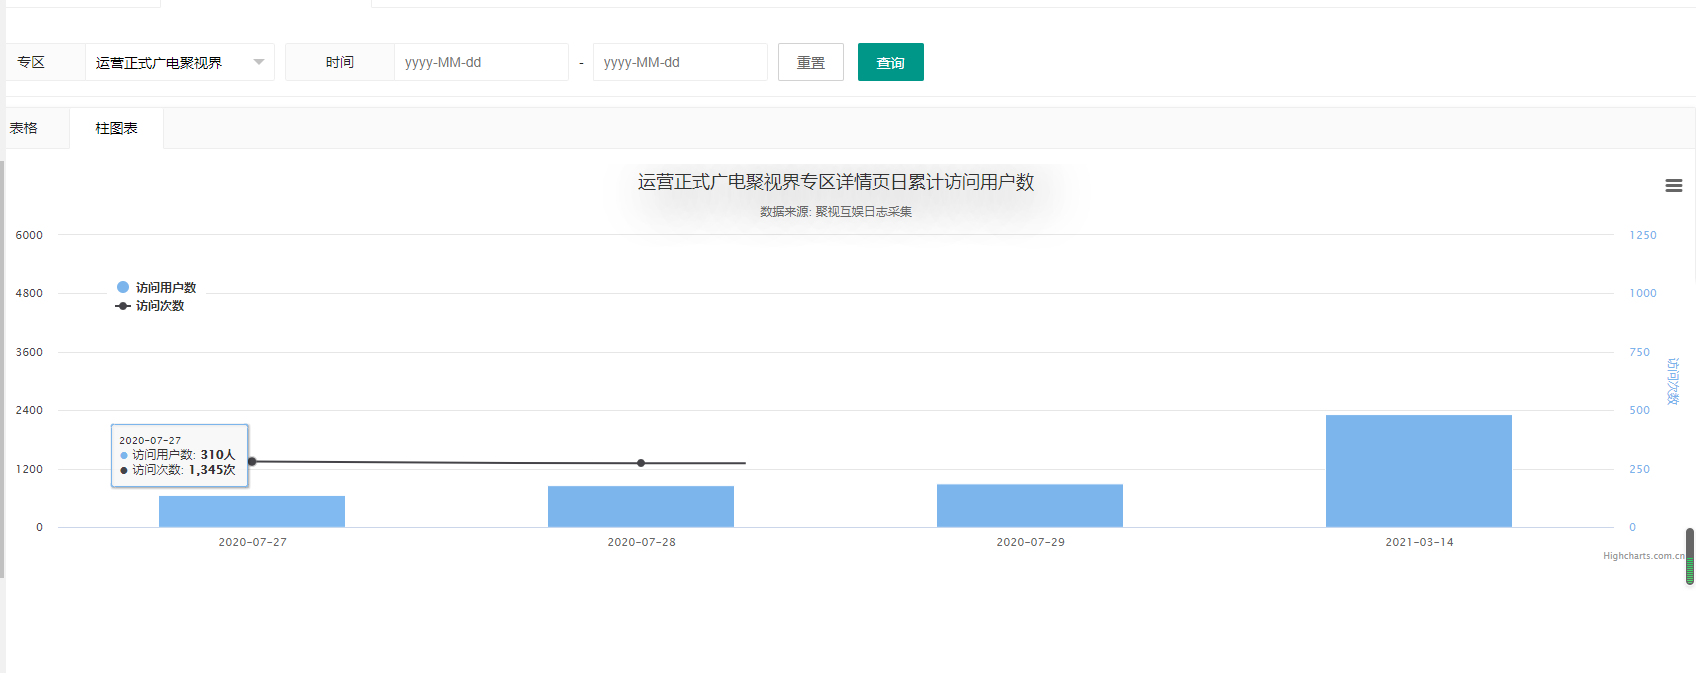 专区 运营正式广电聚视界 时间 yyyy-MM-dd - yyyy-MM-dd 重置 查询
表格 柱图表
运营正式广电聚视界专区详情页日累计访问用户数
数据来源: 聚视互娱日志采集
6000 1250
访问用户数
4800 1000
访问次数
3600 750
访问次数
2400 500
2020-07-27
访问用户数: 310人
1200 250
访问次数: 1,345次
0 0
2020-07-27 2020-07-28 2020-07-29 2021-03-14
Highcharts.com.cn